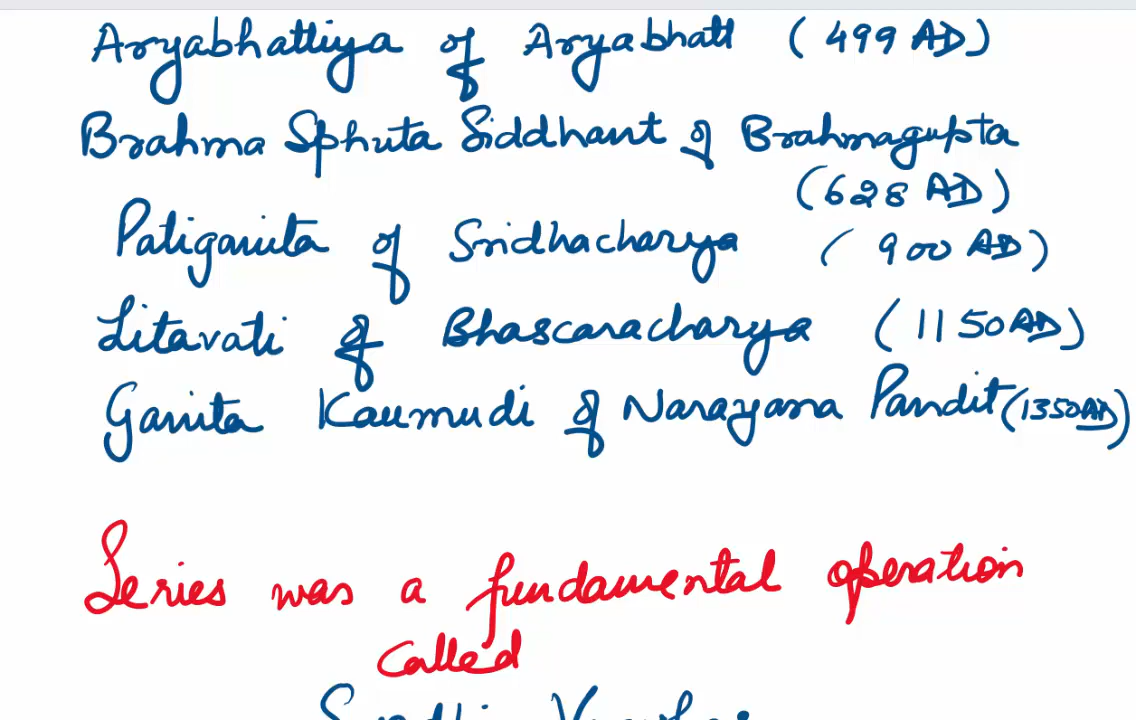 Aryabhattiya of Aryabhatt (499 AD)
Brahma Sphuta Siddhant of Brahmagupta
(628 AD)
Patiganita of Sridhacharya (900 AD)
Litavati of Bhascaracharya (1150 AD)
Ganita Kaumudi of Narayana Pandit (1350 AD)
Series was a fundamental operation
called